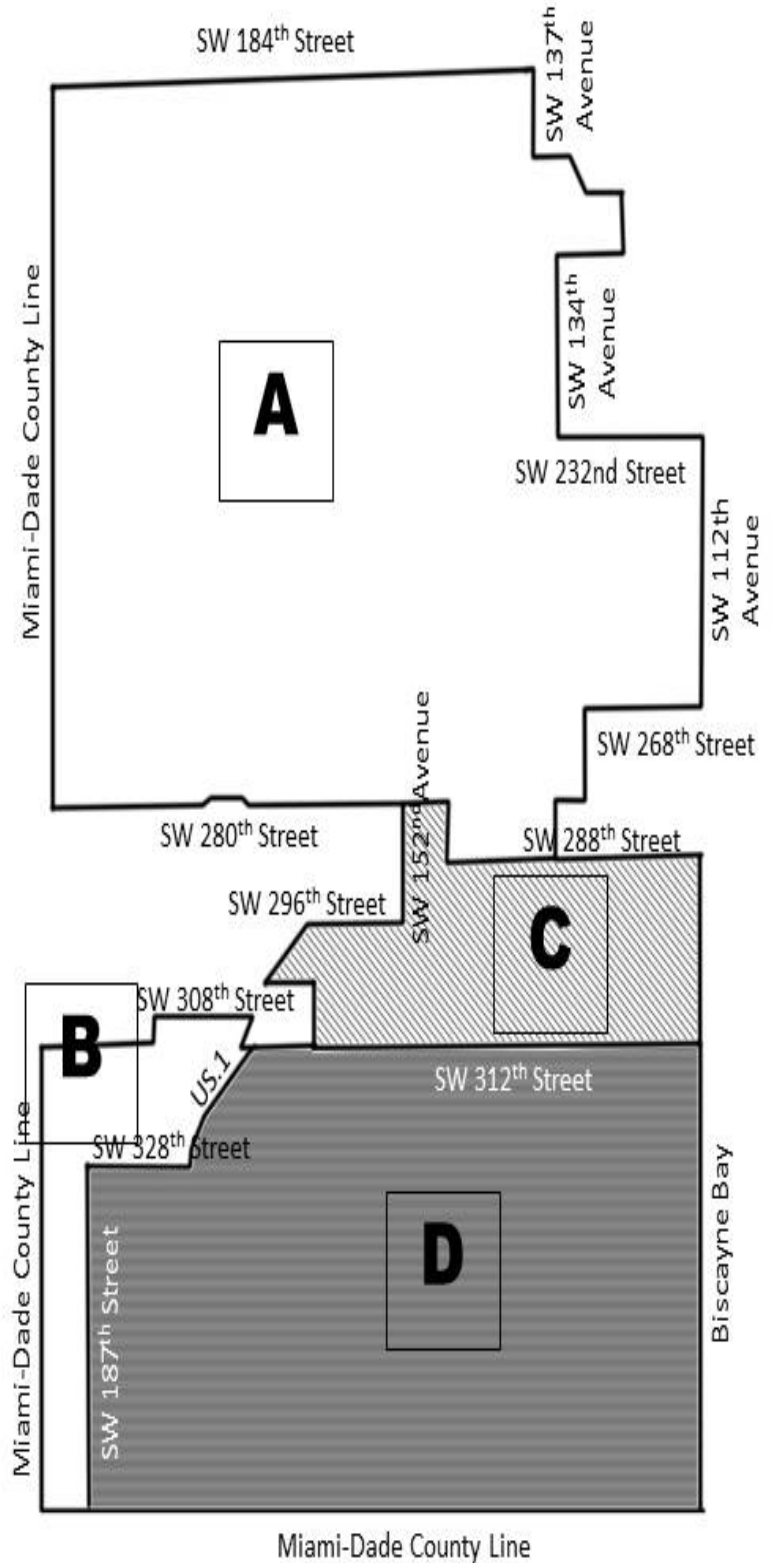 SW 184th Street
SW 137th
Avenue
Miami-Dade County Line
SW 134th
Avenue
A
SW 232nd Street
SW 112th
Avenue
SW 152nd Avenue
SW 268th Street
SW 280th Street
SW 288th Street
SW 296th Street
C
SW 308th Street
B
US.1
SW 312th Street
Miami-Dade County Line
SW 328th Street
Biscayne Bay
D
SW 187th Street
Miami-Dade County Line